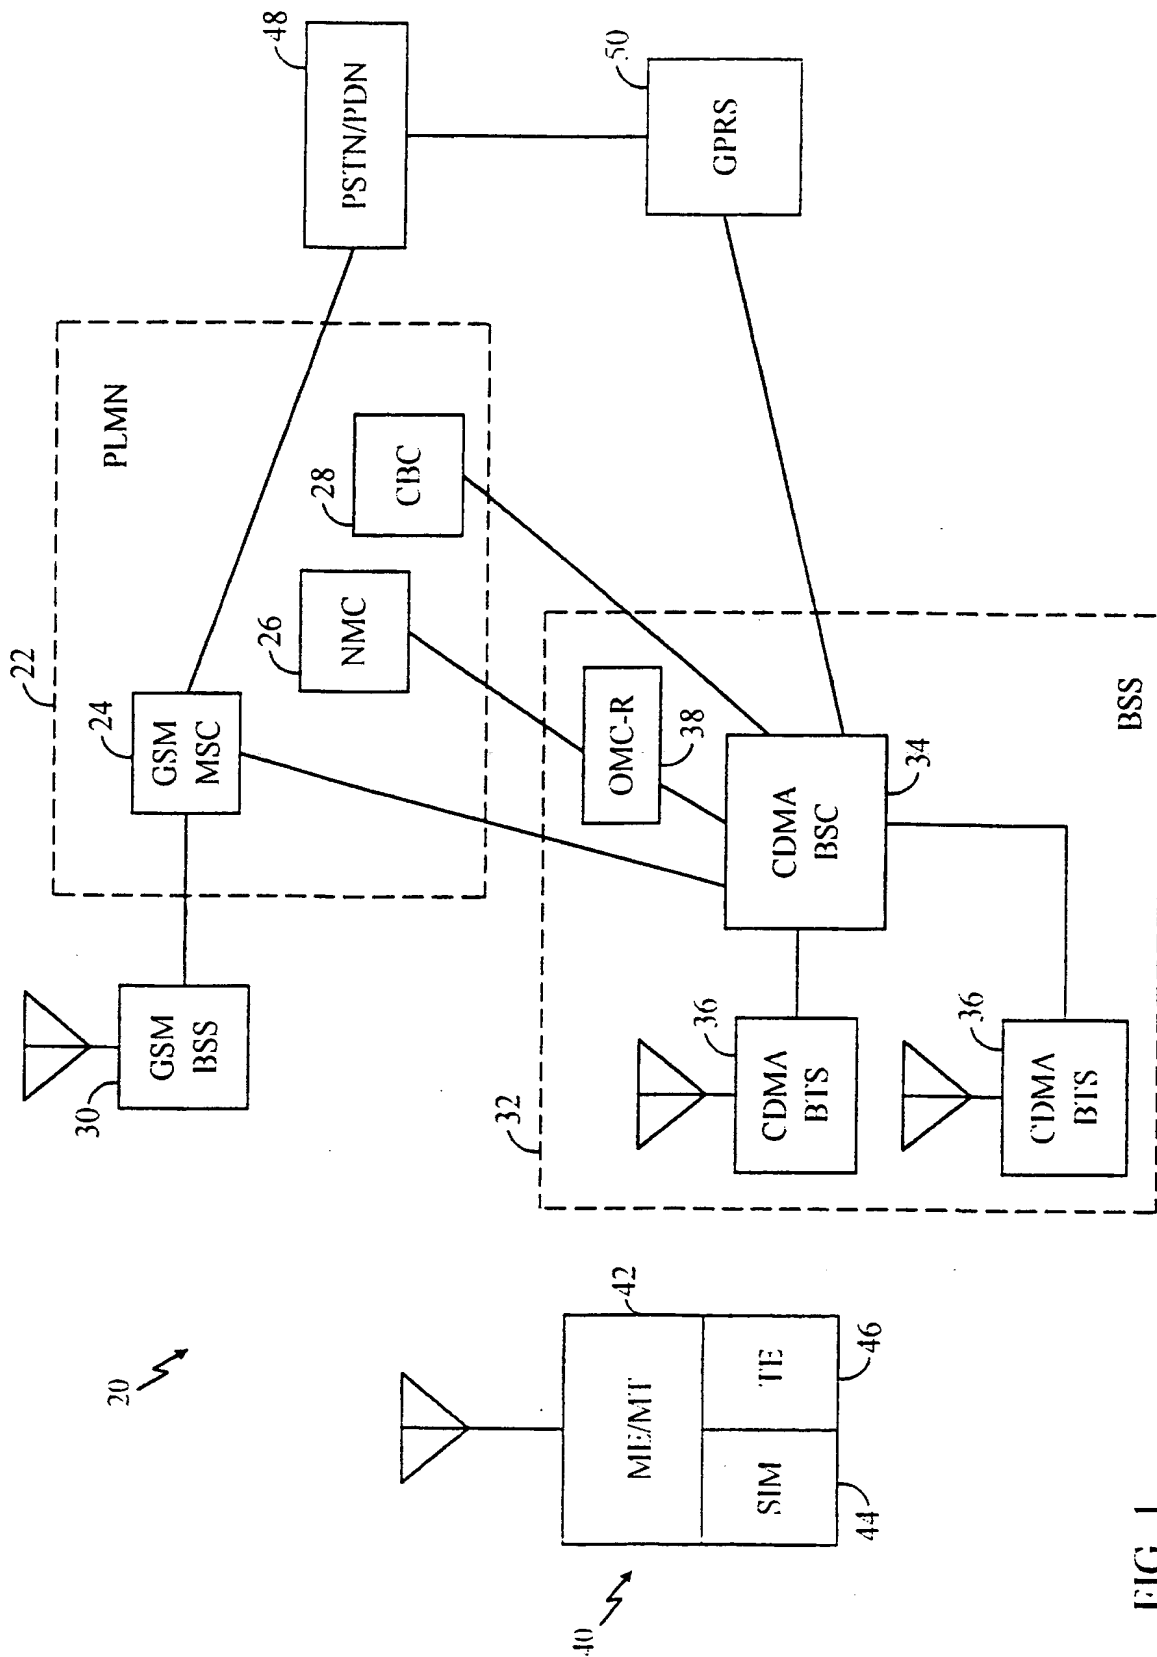 20
22
PLMN
24
GSM
MSC
26
NMC
28
CBC
30
GSM
BSS
48
PSTN/PDN
50
GPRS
32
BSS
OMC-R
38
CDMA
BSC
34
36
CDMA
BTS
36
CDMA
BTS
40
42
ME/MT
SIM
TE
44
46
FIG. 1